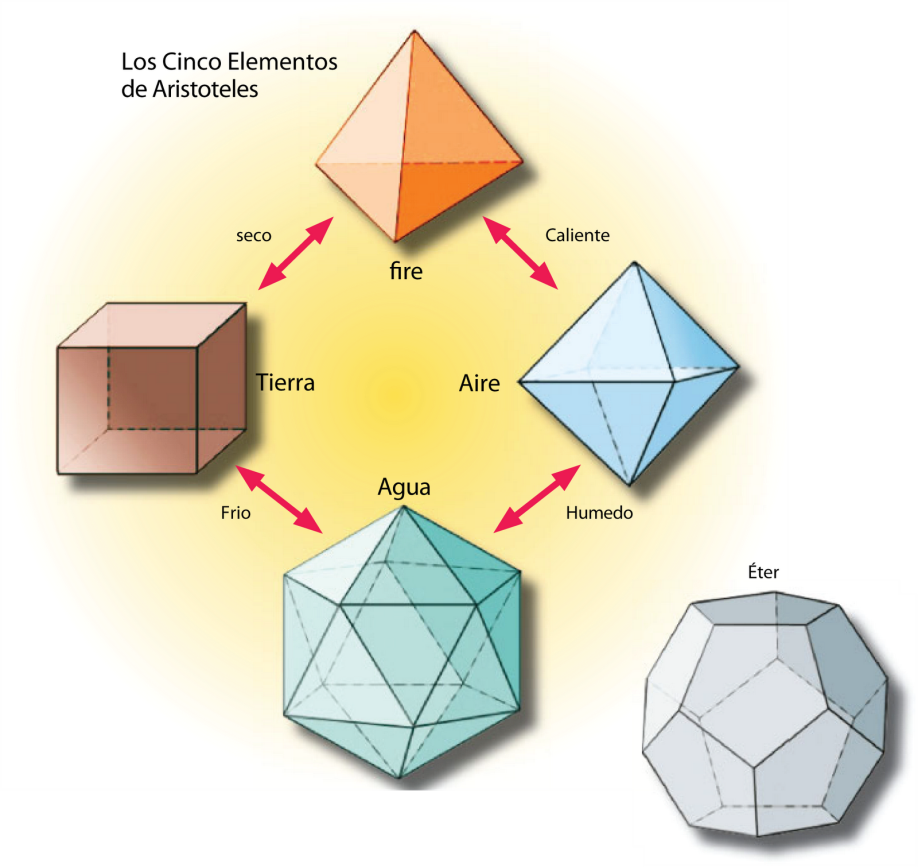 Los Cinco Elementos
de Aristoteles
seco
Caliente
fire
Tierra
Aire
Agua
Frio
Humedo
Éter